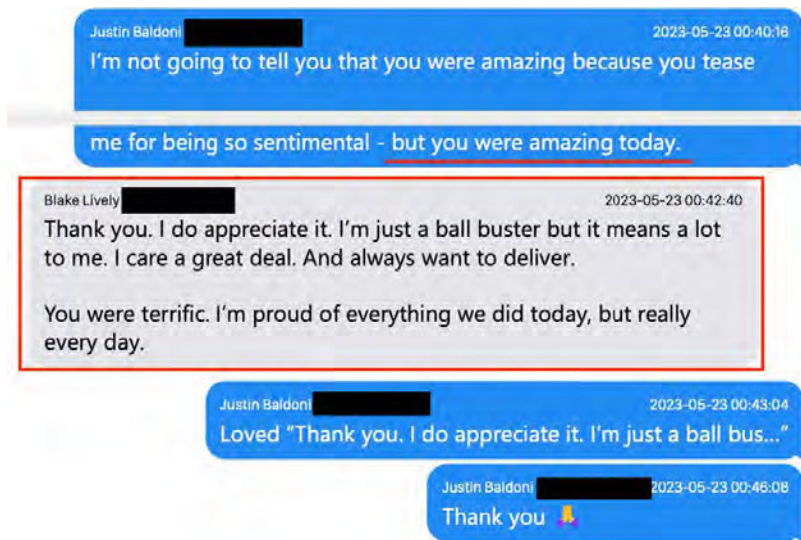 Justin Baldoni 2023-05-23 00:40:16
I'm not going to tell you that you were amazing because you tease
me for being so sentimental - but you were amazing today.
Blake Lively 2023-05-23 00:42:40
Thank you. I do appreciate it. I'm just a ball buster but it means a lot
to me. I care a great deal. And always want to deliver.
You were terrific. I'm proud of everything we did today, but really
every day.
Justin Baldoni 2023-05-23 00:43:04
Loved "Thank you. I do appreciate it. I'm just a ball bus..."
Justin Baldoni 2023-05-23 00:46:08
Thank you 🙏